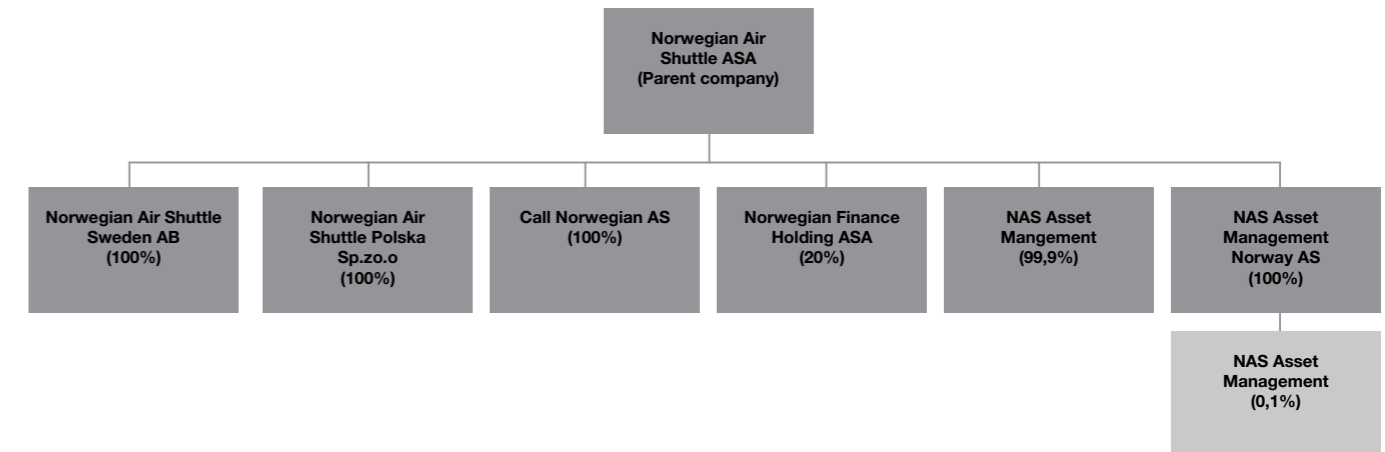 Norwegian Air
Shuttle ASA
(Parent company)
Norwegian Air Shuttle
Sweden AB
(100%)
Norwegian Air
Shuttle Polska
Sp.zo.o
(100%)
Call Norwegian AS
(100%)
Norwegian Finance
Holding ASA
(20%)
NAS Asset
Mangement
(99,9%)
NAS Asset
Management
Norway AS
(100%)
NAS Asset
Management
(0,1%)